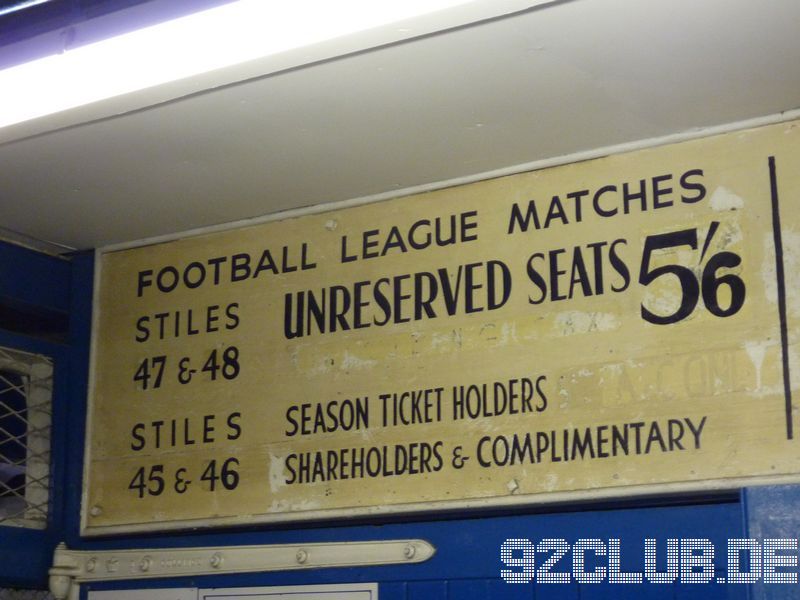 FOOTBALL LEAGUE MATCHES
STILES UNRESERVED SEATS 5'6
47 & 48
STILES SEASON TICKET HOLDERS
45 & 46 SHAREHOLDERS & COMPLIMENTARY
92CLUB.DE